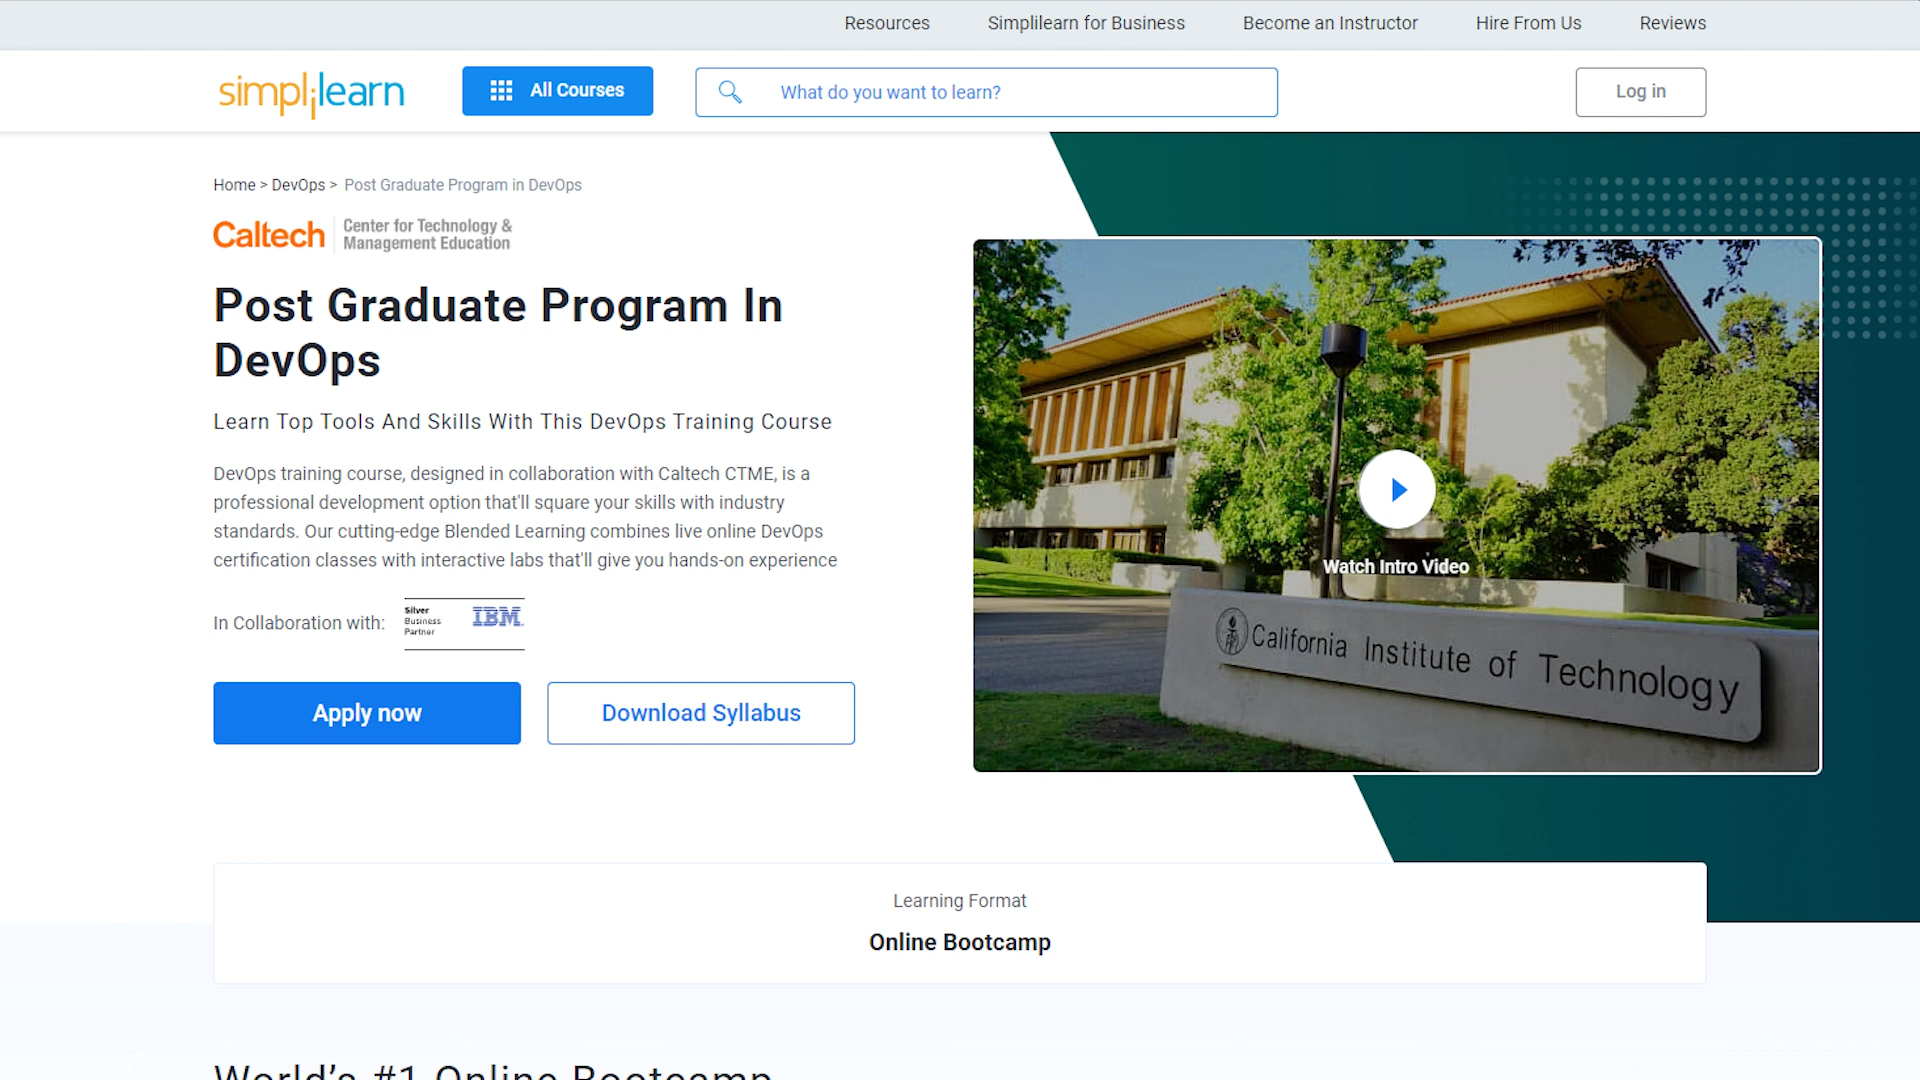 Resources Simplilearn for Business Become an Instructor Hire From Us Reviews
simplilearn All Courses What do you want to learn? Log in
Home > DevOps > Post Graduate Program in DevOps
Caltech Center for Technology &
Management Education
Post Graduate Program In
DevOps
Learn Top Tools And Skills With This DevOps Training Course
DevOps training course, designed in collaboration with Caltech CTME, is a
professional development option that'll square your skills with industry
standards. Our cutting-edge Blended Learning combines live online DevOps
certification classes with interactive labs that'll give you hands-on experience
In Collaboration with:
Silver
Business
Partner
IBM
Apply now Download Syllabus
Watch Intro Video
California Institute of Technology
Learning Format
Online Bootcamp
World's #1 Online Bootcamp